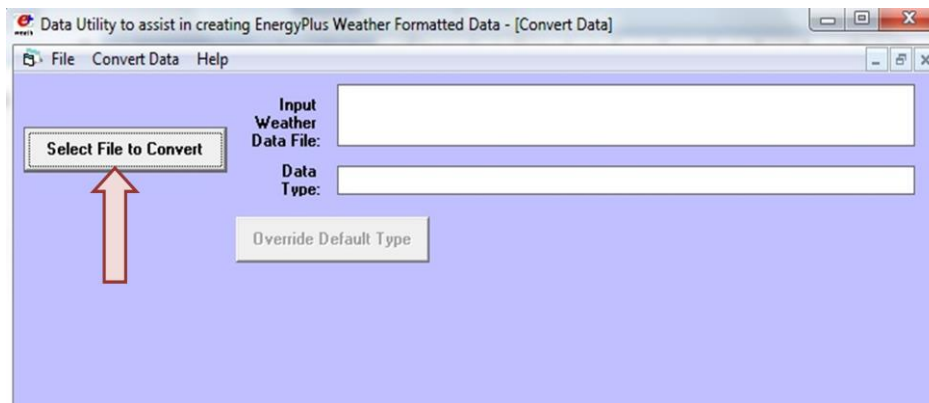 Data Utility to assist in creating EnergyPlus Weather Formatted Data - [Convert Data]
File Convert Data Help
Input
Weather
Data File:
Select File to Convert
Data
Type:
Override Default Type